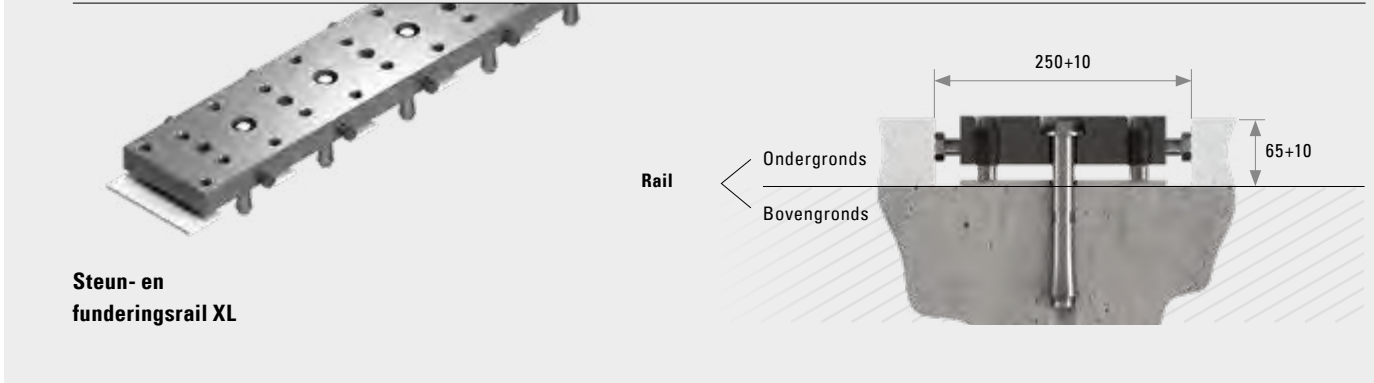 250+10
65+10
Rail
Ondergronds
Bovengronds
Steun- en
funderingsrail XL